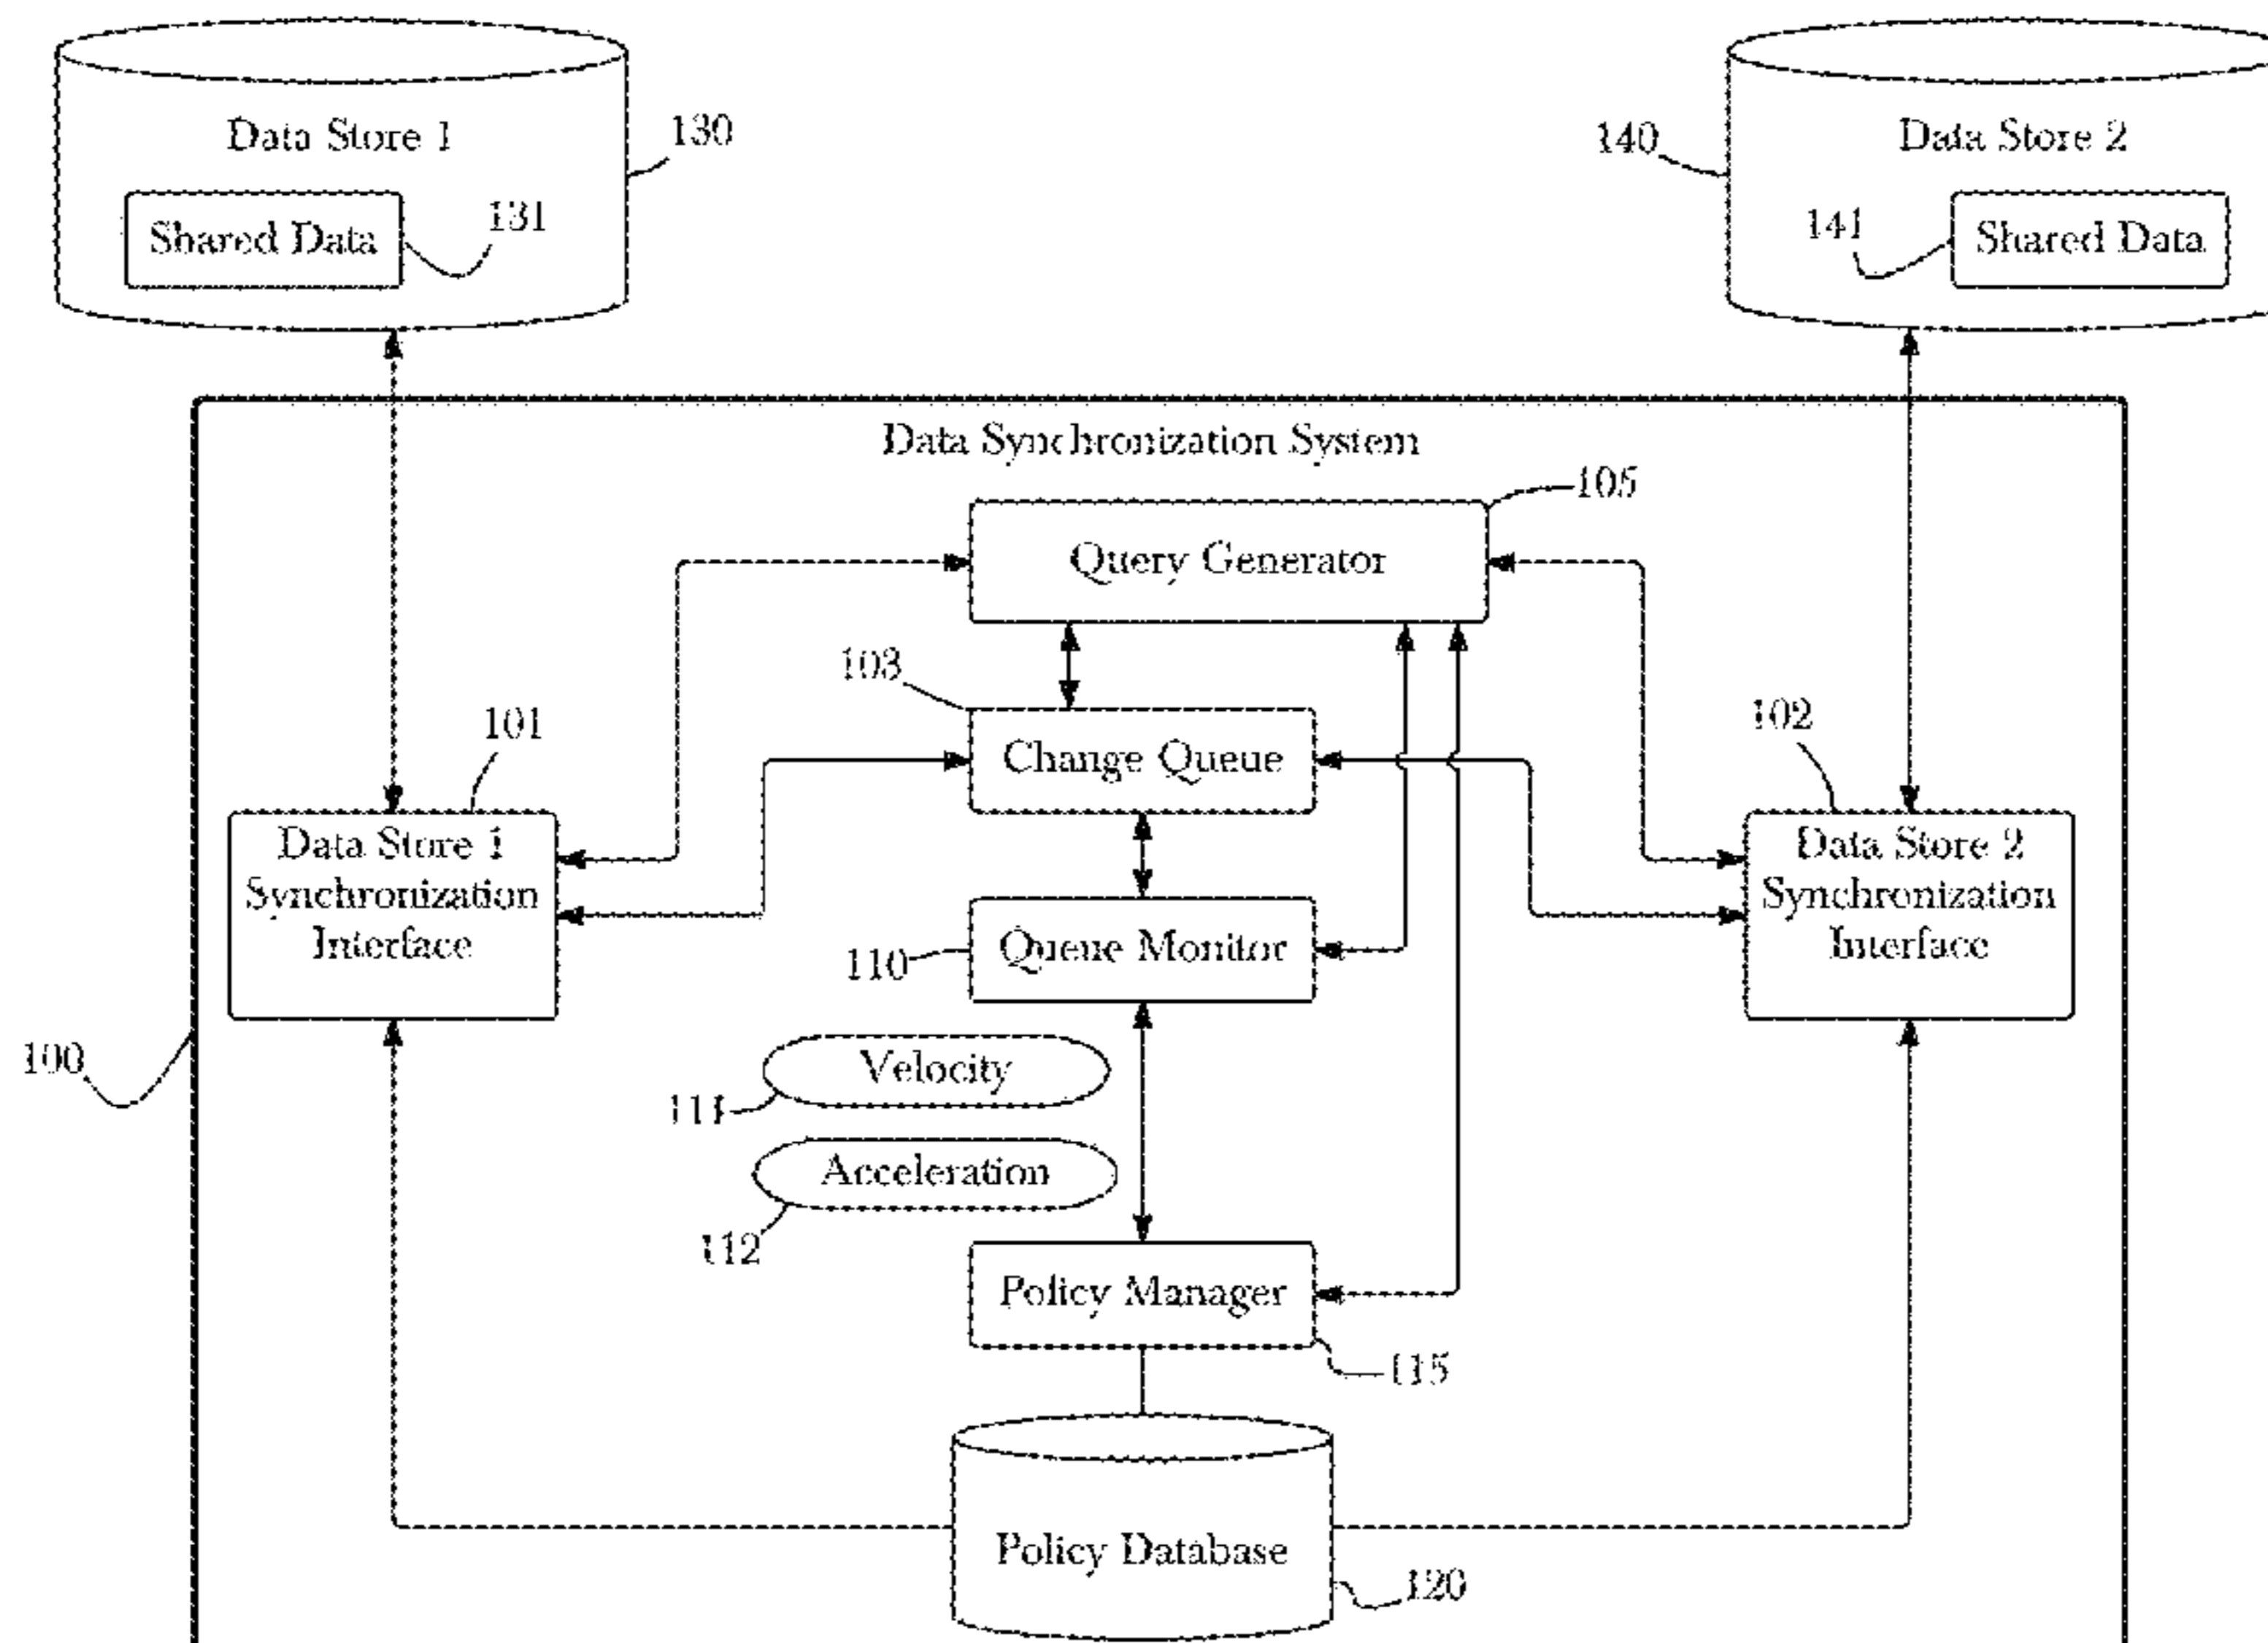 Data Store 1
130
140
Data Store 2
Shared Data
131
141
Shared Data
Data Synchronization System
105
Query Generator
103
Change Queue
101
102
Data Store 1
Synchronization
Interface
Data Store 2
Synchronization
Interface
110
Queue Monitor
100
Velocity
111
Acceleration
112
Policy Manager
115
Policy Database
120